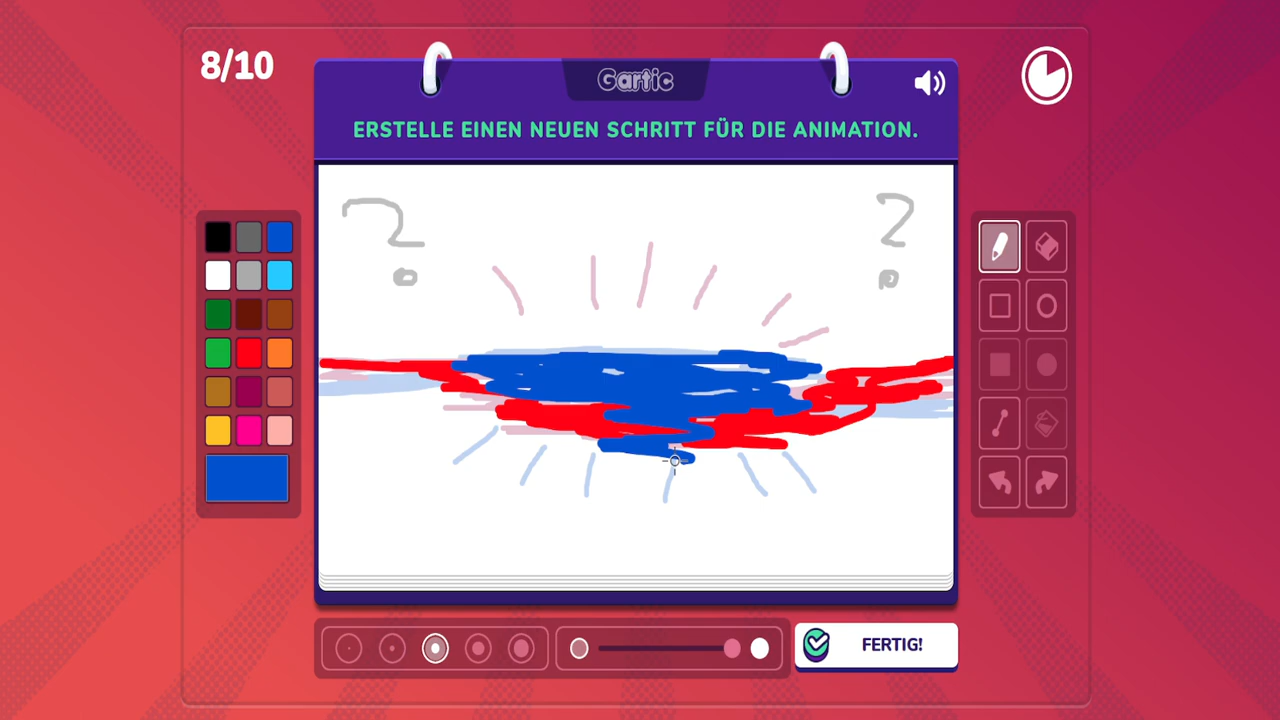 8/10
Gartic
ERSTELLE EINEN NEUEN SCHRITT FÜR DIE ANIMATION.
? ?
FERTIG!